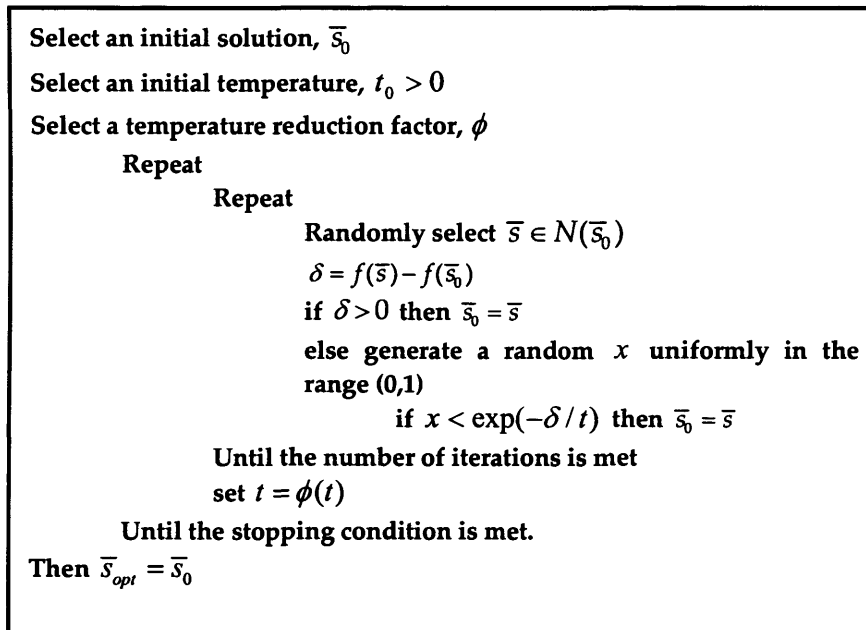 Select an initial solution, s̅₀
Select an initial temperature, t₀ > 0
Select a temperature reduction factor, ϕ
Repeat
Repeat
Randomly select s̅ ∈ N(s̅₀)
δ = f(s̅) − f(s̅₀)
if δ > 0 then s̅₀ = s̅
else generate a random x uniformly in the
range (0,1)
if x < exp(−δ / t) then s̅₀ = s̅
Until the number of iterations is met
set t = ϕ(t)
Until the stopping condition is met.
Then s̅ₒₚₜ = s̅₀